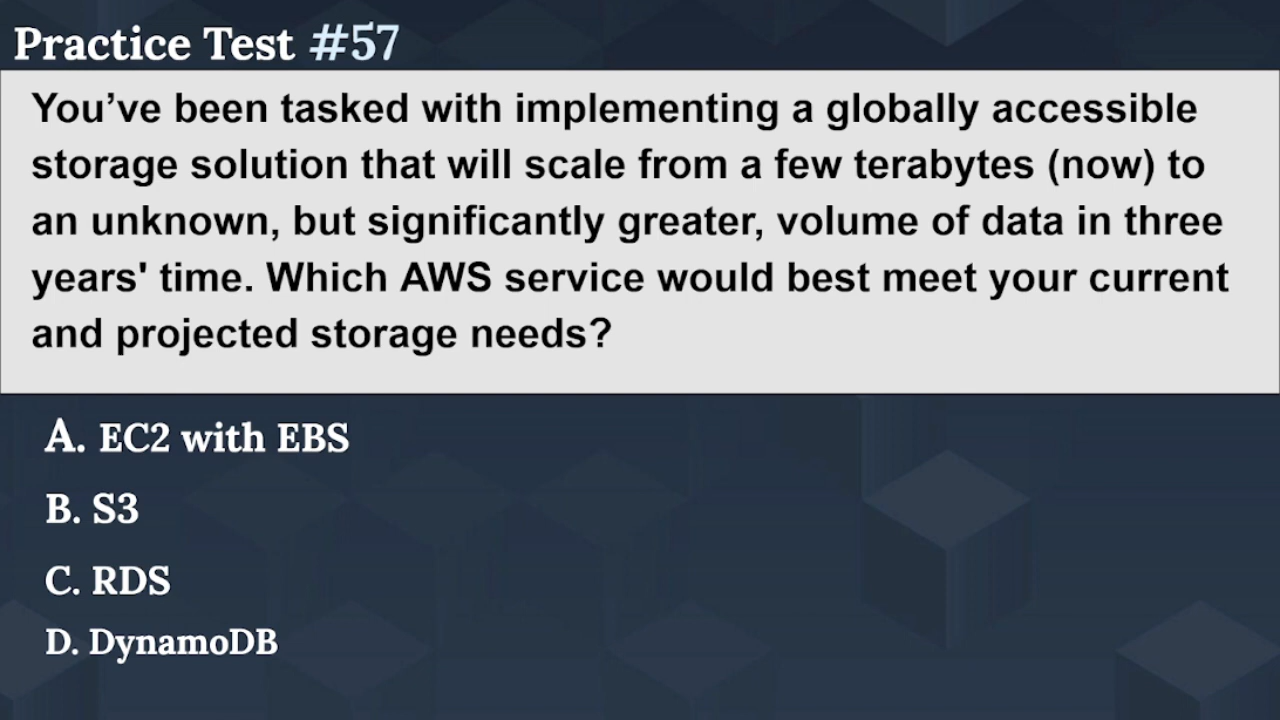 Practice Test #57
You’ve been tasked with implementing a globally accessible
storage solution that will scale from a few terabytes (now) to
an unknown, but significantly greater, volume of data in three
years' time. Which AWS service would best meet your current
and projected storage needs?
A. EC2 with EBS
B. S3
C. RDS
D. DynamoDB